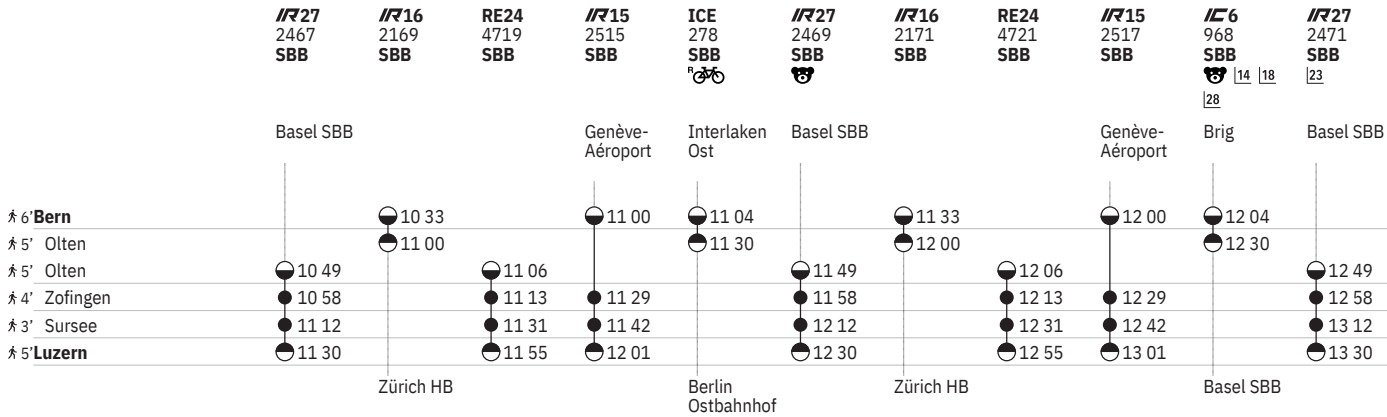 IR27 IR16 RE24 IR15 ICE IR27 IR16 RE24 IR15 IC6 IR27
2467 2169 4719 2515 278 2469 2171 4721 2517 968 2471
SBB SBB SBB SBB SBB SBB SBB SBB SBB SBB SBB
R 14 18 23
28
Basel SBB Genève- Interlaken Basel SBB Genève- Brig Basel SBB
Aéroport Ost Aéroport
6' Bern 10 33 11 00 11 04 11 33 12 00 12 04
5' Olten 11 00 11 30 12 00 12 30
5' Olten 10 49 11 06 11 49 12 06 12 49
4' Zofingen 10 58 11 13 11 29 11 58 12 13 12 29 12 58
3' Sursee 11 12 11 31 11 42 12 12 12 31 12 42 13 12
5' Luzern 11 30 11 55 12 01 12 30 12 55 13 01 13 30
Zürich HB Berlin Zürich HB Basel SBB
Ostbahnhof